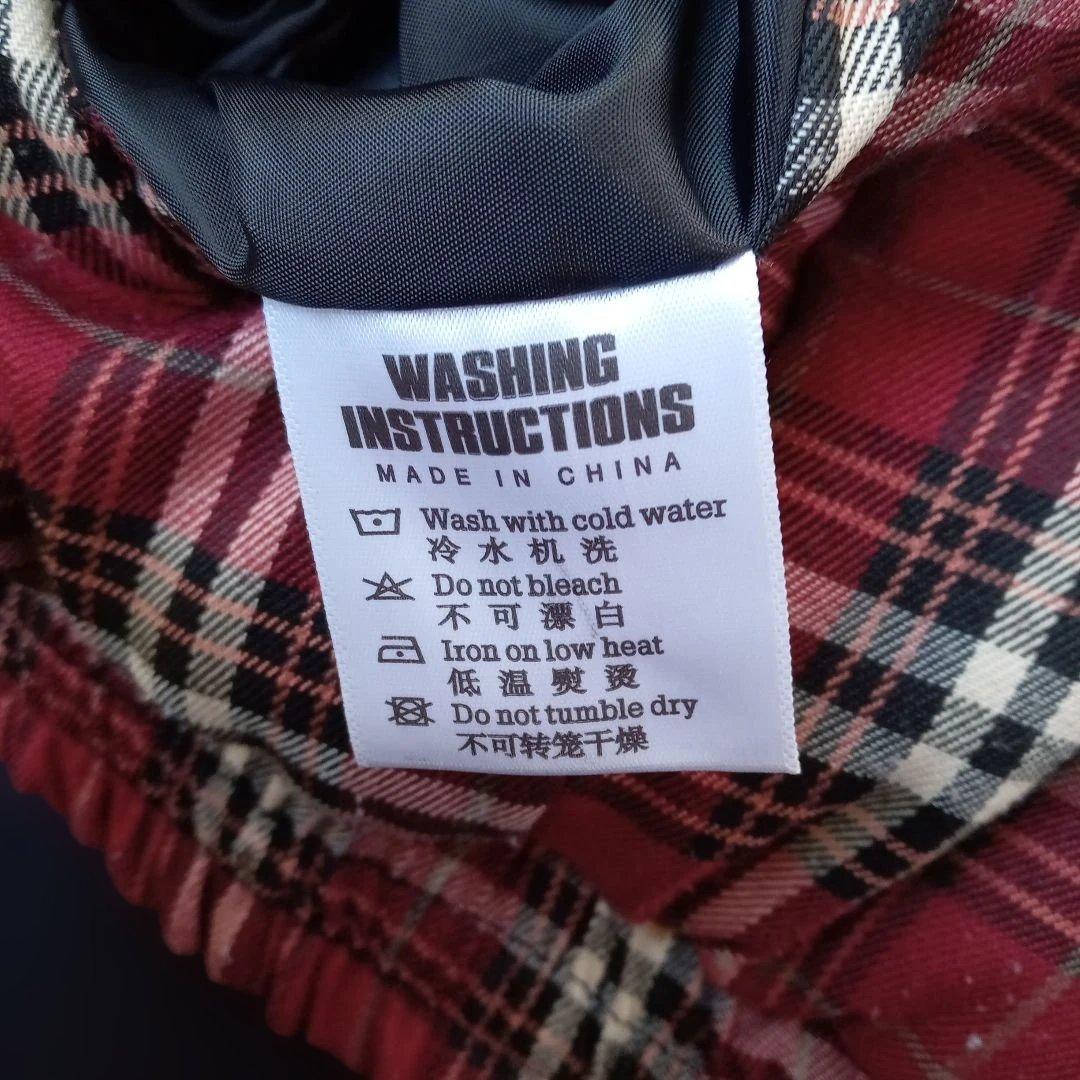 WASHING
INSTRUCTIONS
MADE IN CHINA
Wash with cold water
冷水机洗
Do not bleach
不可漂白
Iron on low heat
低温熨烫
Do not tumble dry
不可转笼干燥